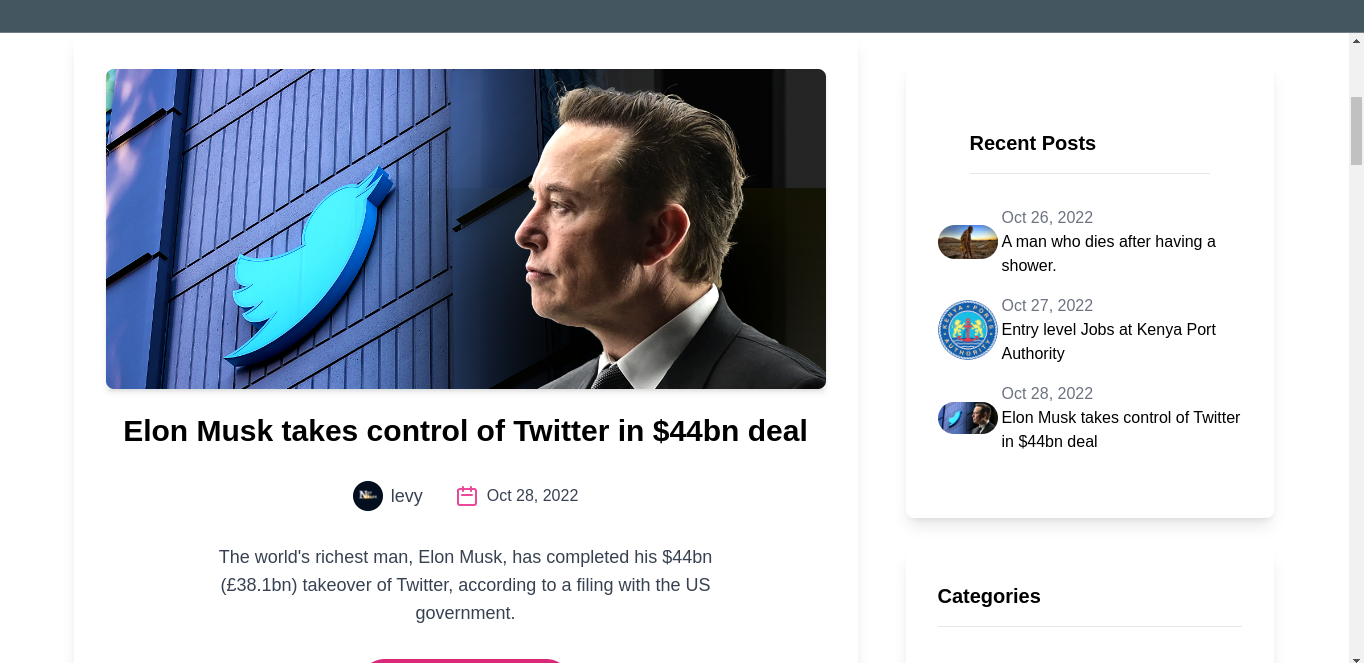 Elon Musk takes control of Twitter in $44bn deal
levy
Oct 28, 2022
The world's richest man, Elon Musk, has completed his $44bn
(£38.1bn) takeover of Twitter, according to a filing with the US
government.
Recent Posts
Oct 26, 2022
A man who dies after having a
shower.
Oct 27, 2022
Entry level Jobs at Kenya Port
Authority
KENYA PORTS
AUTHORITY
Oct 28, 2022
Elon Musk takes control of Twitter
in $44bn deal
Categories